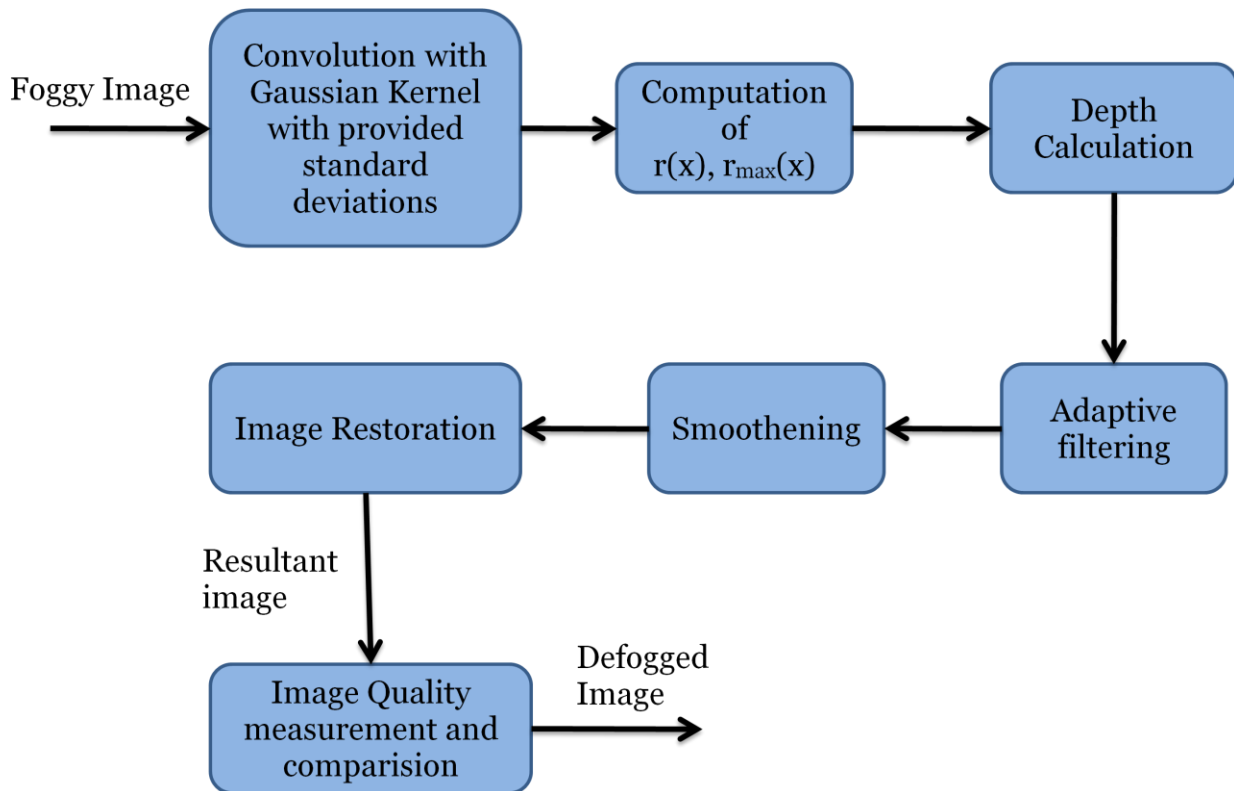 Foggy Image
Convolution with
Gaussian Kernel
with provided
standard
deviations
Computation
of
r(x), rmax(x)
Depth
Calculation
Adaptive
filtering
Smoothening
Image Restoration
Resultant
image
Image Quality
measurement and
comparision
Defogged
Image